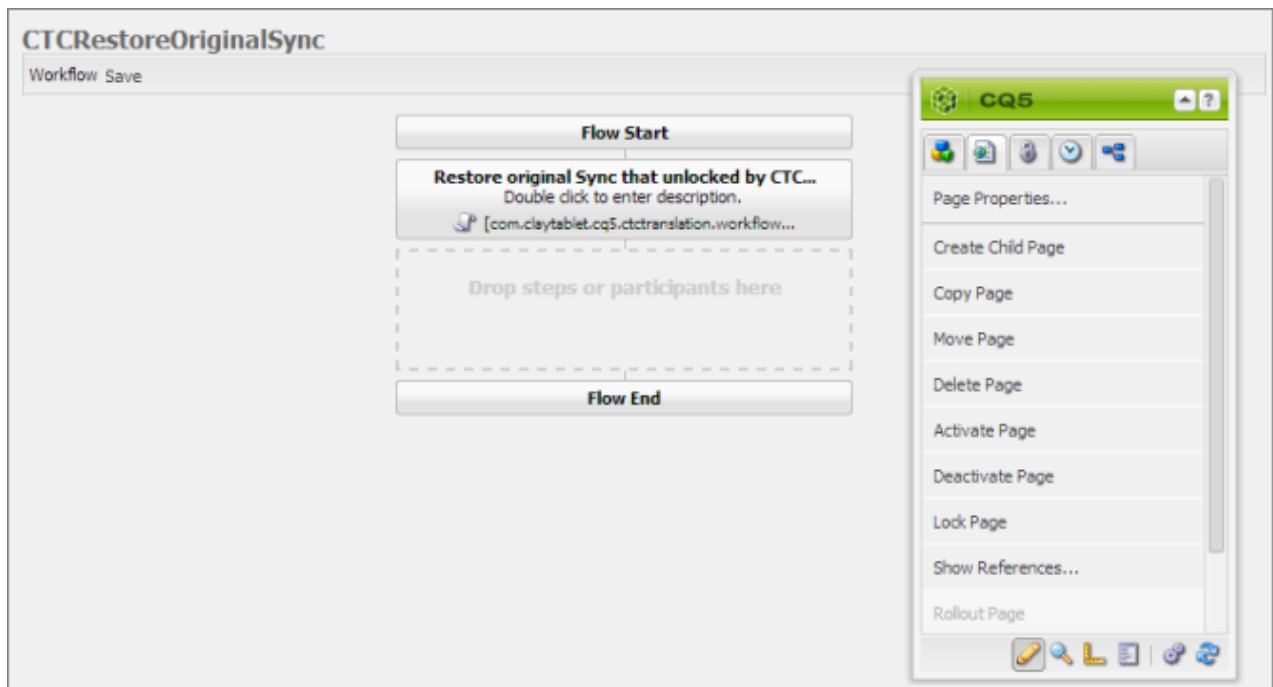 CTCRestoreOriginalSync
Workflow Save
Flow Start
Restore original Sync that unlocked by CTC...
Double click to enter description.
[com.claytablet.cq5.ctctranslation.workflow...
Drop steps or participants here
Flow End
CQ5
?
Page Properties...
Create Child Page
Copy Page
Move Page
Delete Page
Activate Page
Deactivate Page
Lock Page
Show References...
Rollout Page